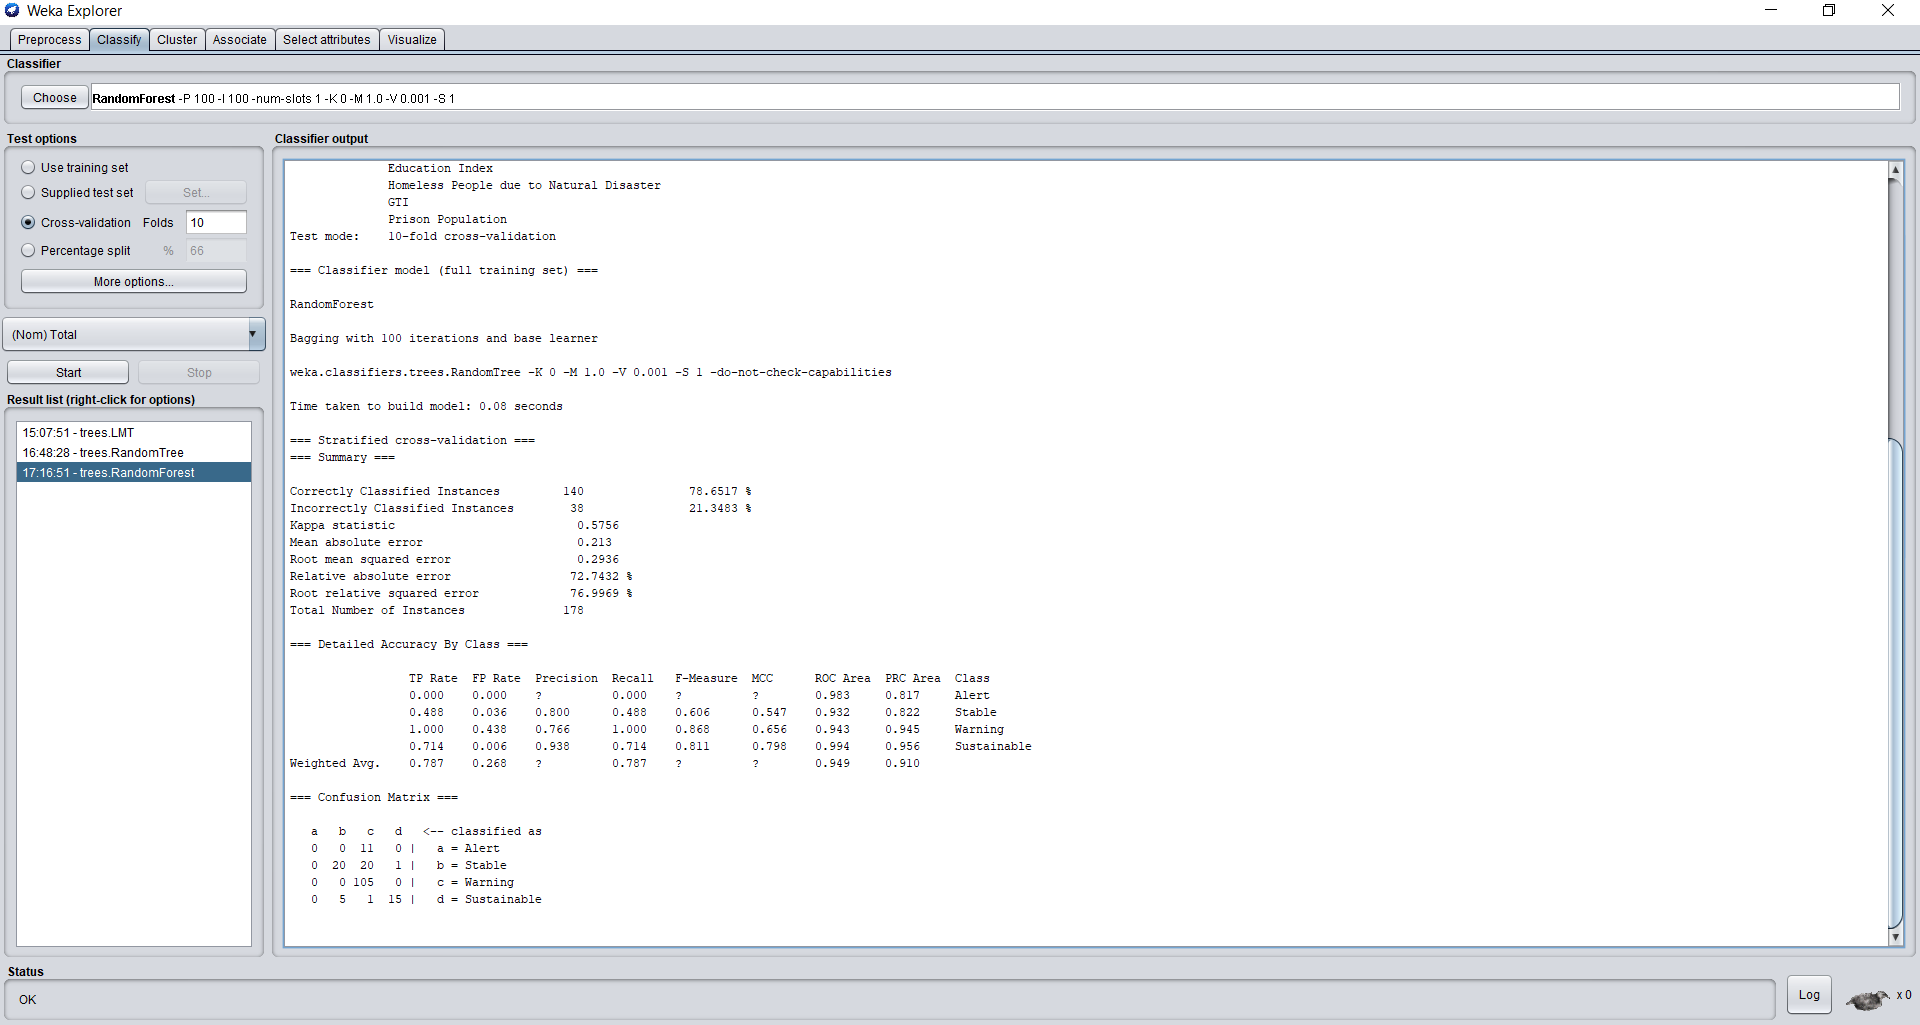 Weka Explorer
Preprocess Classify Cluster Associate Select attributes Visualize
Classifier
Choose RandomForest -P 100 -I 100 -num-slots 1 -K 0 -M 1.0 -V 0.001 -S 1
Test options
Use training set
Supplied test set Set...
Cross-validation Folds 10
Percentage split % 66
More options...
(Nom) Total
Start Stop
Result list (right-click for options)
15:07:51 - trees.LMT
16:48:28 - trees.RandomTree
17:16:51 - trees.RandomForest
Classifier output
Education Index
Homeless People due to Natural Disaster
GTI
Prison Population
Test mode: 10-fold cross-validation
=== Classifier model (full training set) ===
RandomForest
Bagging with 100 iterations and base learner
weka.classifiers.trees.RandomTree -K 0 -M 1.0 -V 0.001 -S 1 -do-not-check-capabilities
Time taken to build model: 0.08 seconds
=== Stratified cross-validation ===
=== Summary ===
Correctly Classified Instances 140 78.6517 %
Incorrectly Classified Instances 38 21.3483 %
Kappa statistic 0.5756
Mean absolute error 0.213
Root mean squared error 0.2936
Relative absolute error 72.7432 %
Root relative squared error 76.9969 %
Total Number of Instances 178
=== Detailed Accuracy By Class ===
TP Rate FP Rate Precision Recall F-Measure MCC ROC Area PRC Area Class
0.000 0.000 ? 0.000 ? ? 0.983 0.817 Alert
0.488 0.036 0.800 0.488 0.606 0.547 0.932 0.822 Stable
1.000 0.438 0.766 1.000 0.868 0.656 0.943 0.945 Warning
0.714 0.006 0.938 0.714 0.811 0.798 0.994 0.956 Sustainable
Weighted Avg. 0.787 0.268 ? 0.787 ? ? 0.949 0.910
=== Confusion Matrix ===
a b c d <-- classified as
0 0 11 0 | a = Alert
0 20 20 1 | b = Stable
0 0 105 0 | c = Warning
0 5 1 15 | d = Sustainable
Status
OK
Log x 0